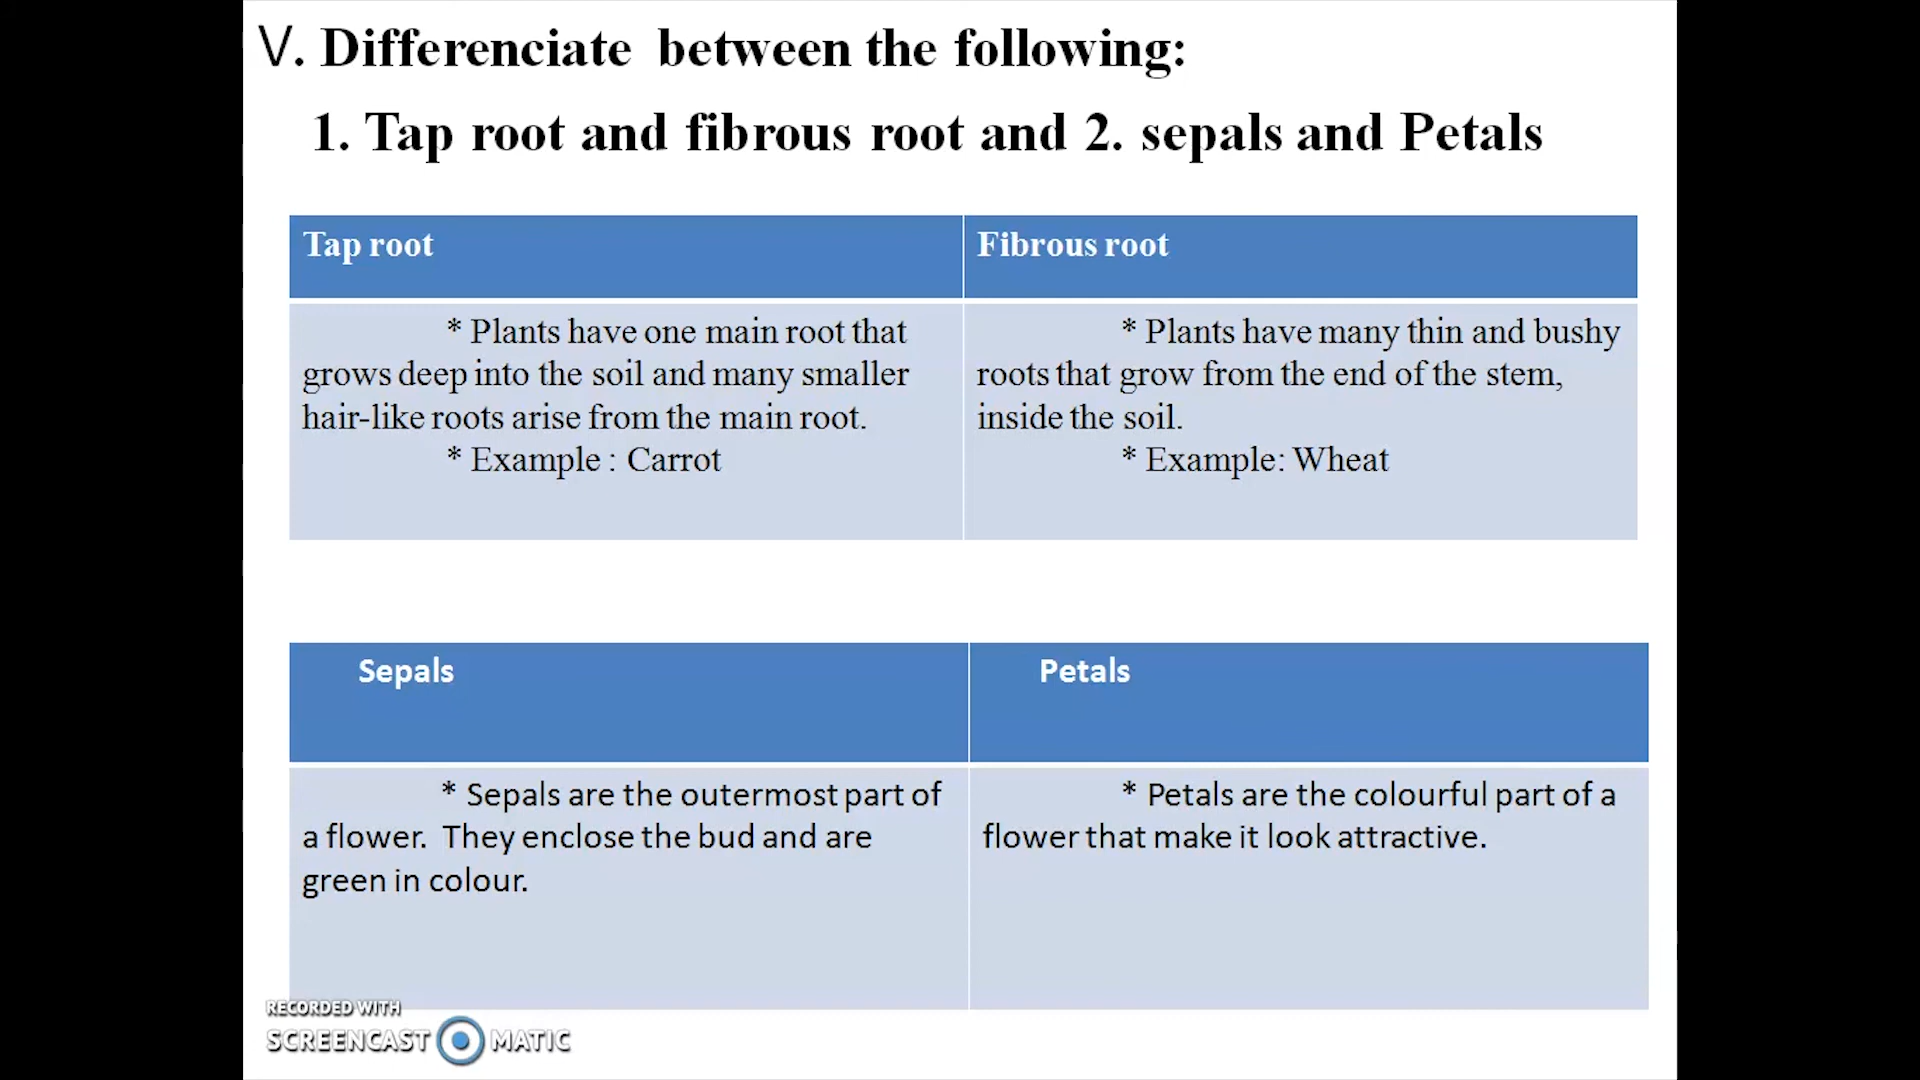 V. Differenciate between the following:
1. Tap root and fibrous root and 2. sepals and Petals
Tap root
* Plants have one main root that
grows deep into the soil and many smaller
hair-like roots arise from the main root.
* Example : Carrot
Fibrous root
* Plants have many thin and bushy
roots that grow from the end of the stem,
inside the soil.
* Example: Wheat
Sepals
* Sepals are the outermost part of
a flower. They enclose the bud and are
green in colour.
Petals
* Petals are the colourful part of a
flower that make it look attractive.
RECORDED WITH
SCREENCAST MATIC